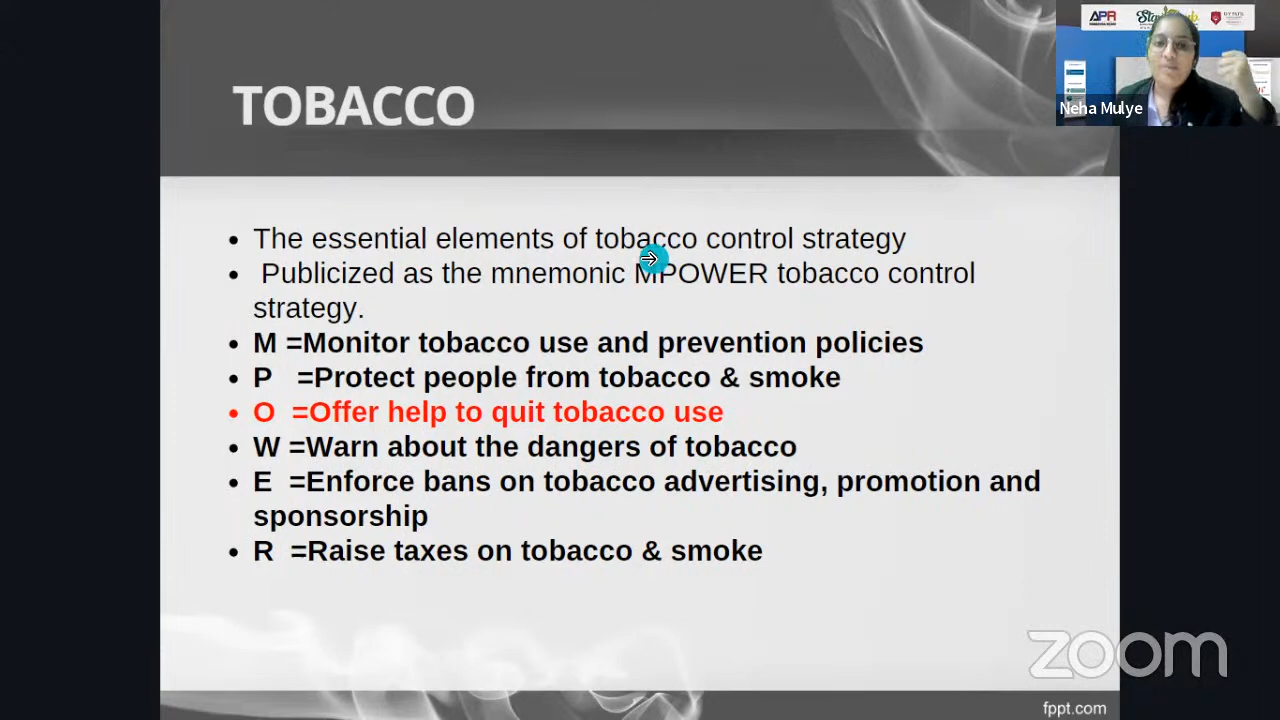 APR
Neha Mulye
TOBACCO
• The essential elements of tobacco control strategy
• Publicized as the mnemonic MPOWER tobacco control
strategy.
• M =Monitor tobacco use and prevention policies
• P =Protect people from tobacco & smoke
• O =Offer help to quit tobacco use
• W =Warn about the dangers of tobacco
• E =Enforce bans on tobacco advertising, promotion and
sponsorship
• R =Raise taxes on tobacco & smoke
zoom
fppt.com